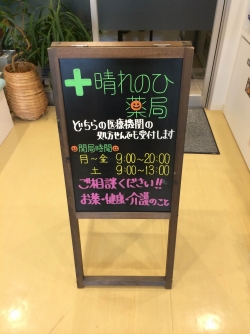 晴れのひ
薬局
どちらの医療機関の
処方せんでも受付します
開局時間
月～金 9:00～20:00
土 9:00～13:00
ご相談ください!!
お薬・健康・介護のこと